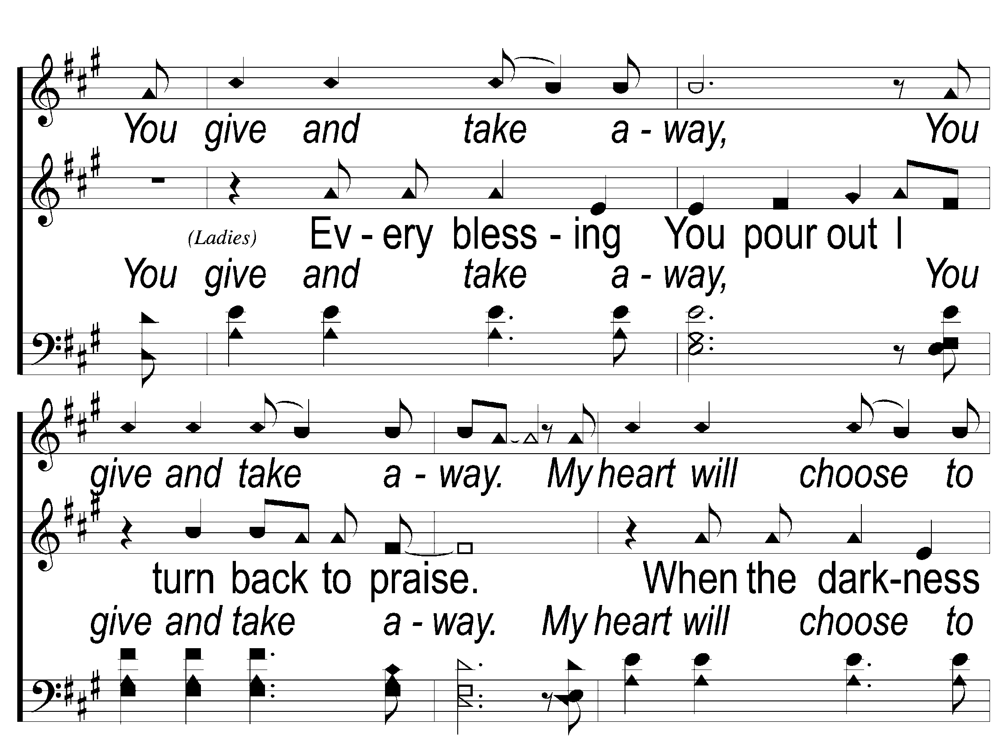 You give and take a - way, You
(Ladies) Ev - ery bless - ing You pour out I
You give and take a - way, You
give and take a - way. My heart will choose to
turn back to praise. When the dark-ness
give and take a - way. My heart will choose to